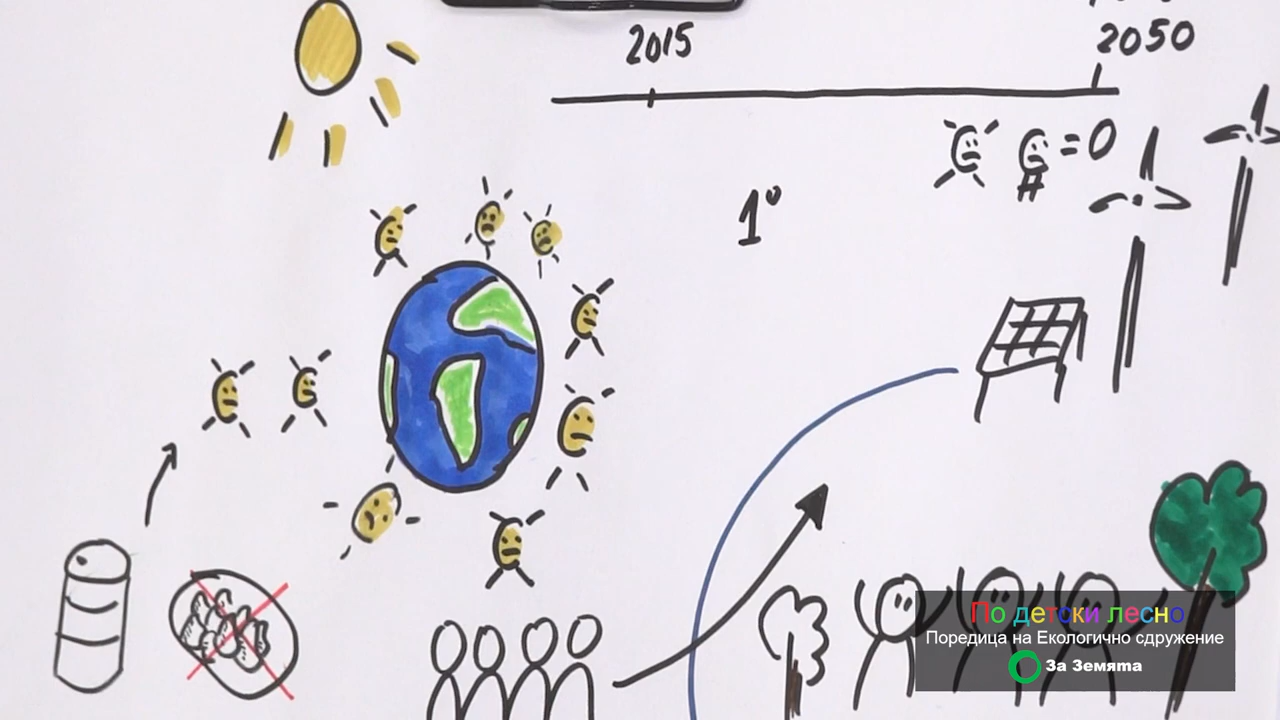 2015
2050
= 0
1°
По детски лесно
Поредица на Екологично сдружение
За Земята